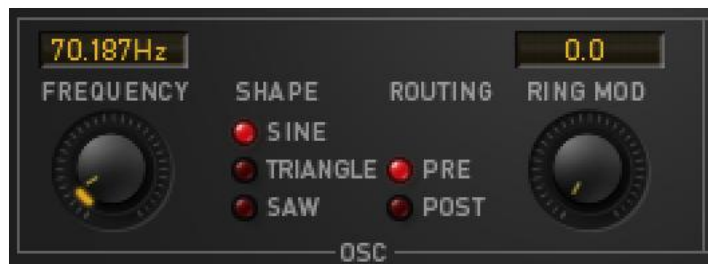 70.187Hz 0.0
FREQUENCY SHAPE ROUTING RING MOD
SINE
TRIANGLE PRE
SAW POST
OSC